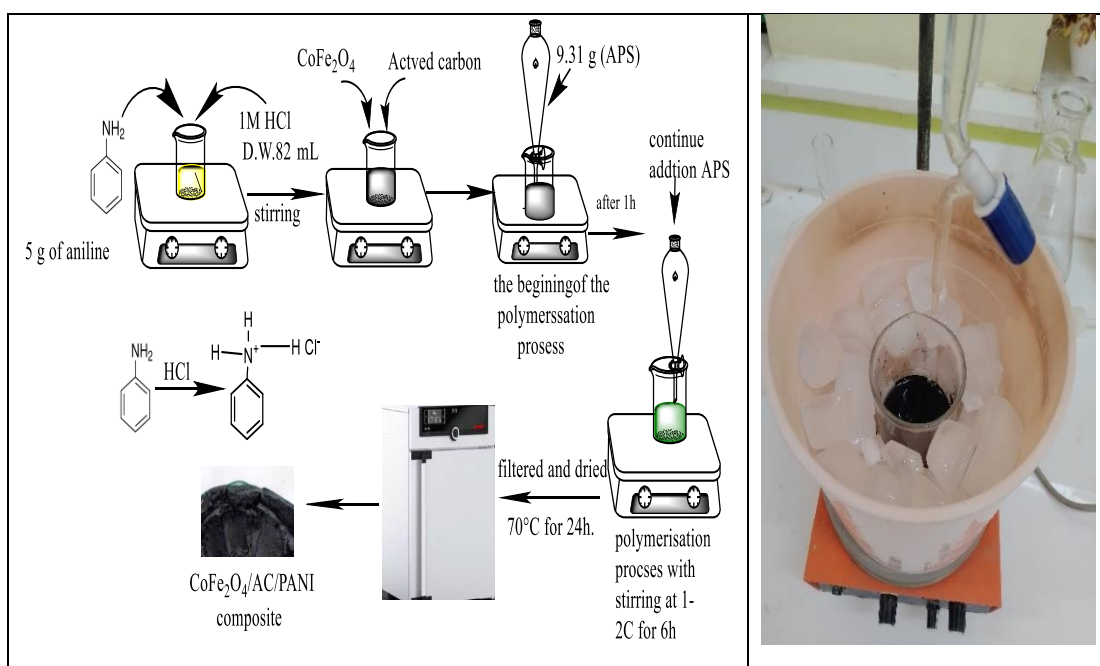 CoFe₂O₄
Actved carbon
9.31 g (APS)
NH₂
1M HCl
D.W.82 mL
continue
addtion APS
stirring
after 1h
5 g of aniline
the beginingof the
polymerssation
prosess
NH₂
HCl
H
H N⁺ H Cl⁻
filtered and dried
70°C for 24h.
CoFe₂O₄/AC/PANI
composite
polymerisation
procses with
stirring at 1-
2C for 6h